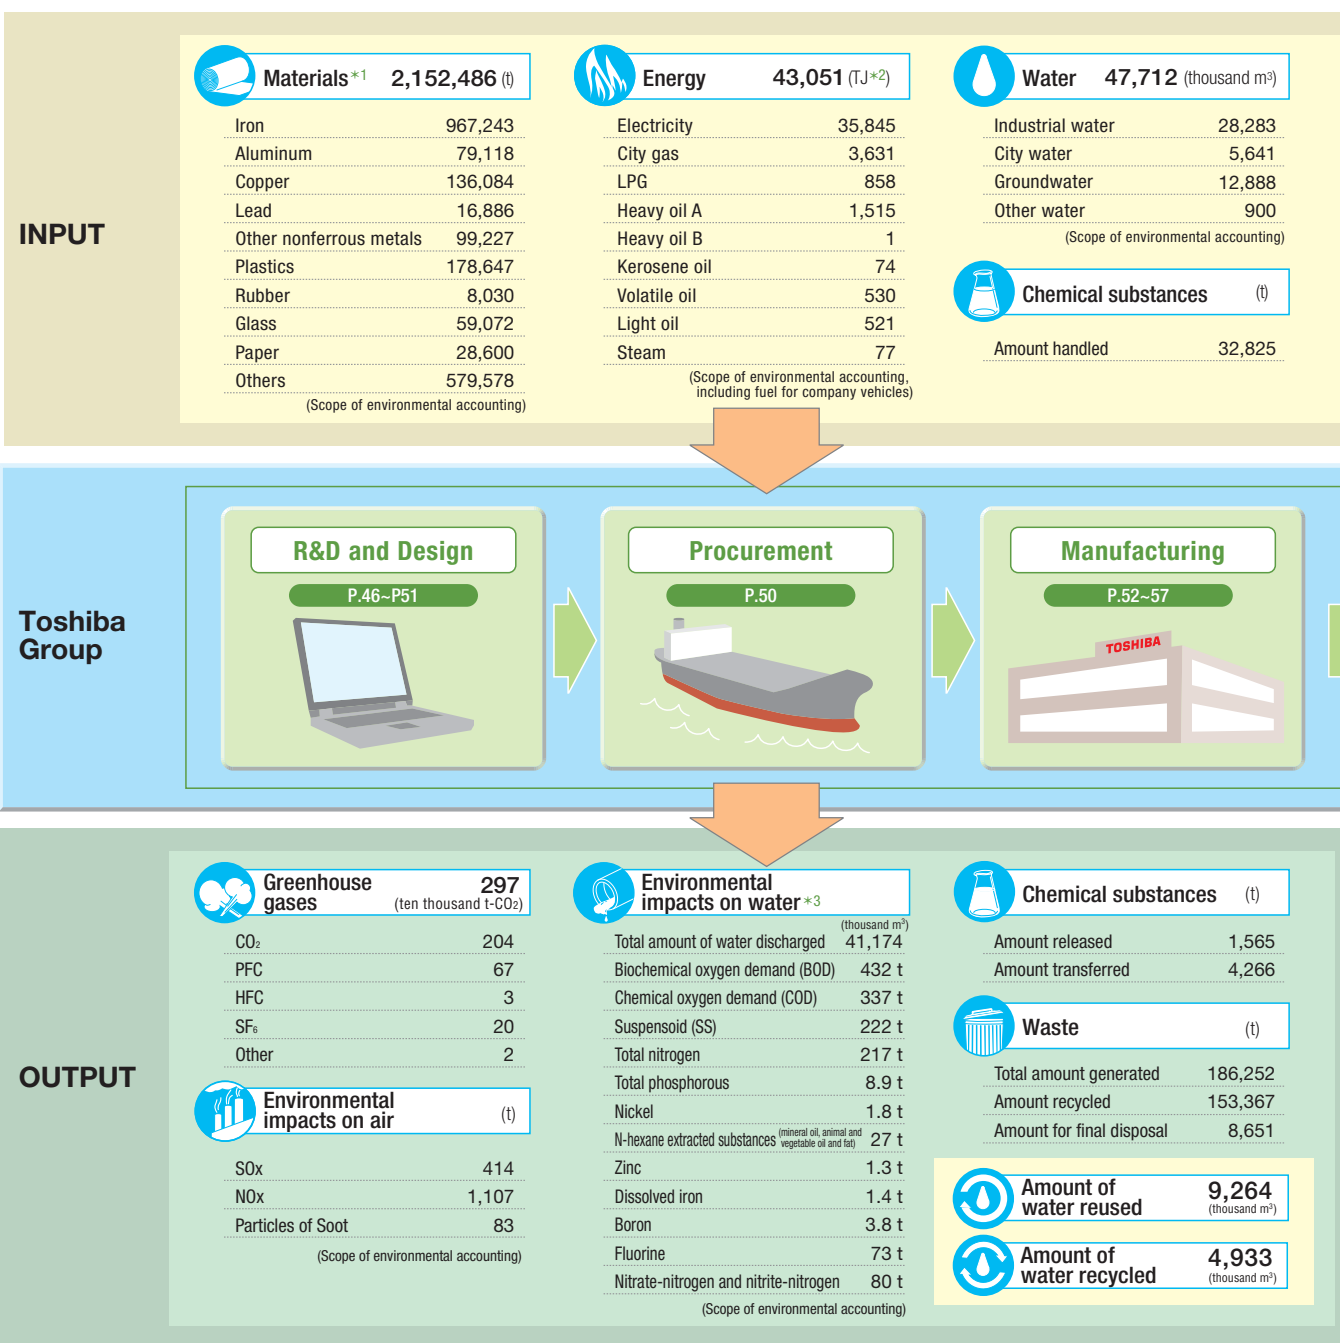 INPUT
Materials*1 2,152,486 (t)
Iron 967,243
Aluminum 79,118
Copper 136,084
Lead 16,886
Other nonferrous metals 99,227
Plastics 178,647
Rubber 8,030
Glass 59,072
Paper 28,600
Others 579,578
(Scope of environmental accounting)
Energy 43,051 (TJ*2)
Electricity 35,845
City gas 3,631
LPG 858
Heavy oil A 1,515
Heavy oil B 1
Kerosene oil 74
Volatile oil 530
Light oil 521
Steam 77
(Scope of environmental accounting,
including fuel for company vehicles)
Water 47,712 (thousand m³)
Industrial water 28,283
City water 5,641
Groundwater 12,888
Other water 900
(Scope of environmental accounting)
Chemical substances (t)
Amount handled 32,825
Toshiba
Group
R&D and Design
P.46~P51
Procurement
P.50
Manufacturing
P.52~57
TOSHIBA
OUTPUT
Greenhouse
gases
297
(ten thousand t-CO₂)
CO₂ 204
PFC 67
HFC 3
SF₆ 20
Other 2
Environmental
impacts on air (t)
SOx 414
NOx 1,107
Particles of Soot 83
(Scope of environmental accounting)
Environmental
impacts on water*3
(thousand m³)
Total amount of water discharged 41,174
Biochemical oxygen demand (BOD) 432 t
Chemical oxygen demand (COD) 337 t
Suspensoid (SS) 222 t
Total nitrogen 217 t
Total phosphorous 8.9 t
Nickel 1.8 t
N-hexane extracted substances (mineral oil, animal and vegetable oil and fat) 27 t
Zinc 1.3 t
Dissolved iron 1.4 t
Boron 3.8 t
Fluorine 73 t
Nitrate-nitrogen and nitrite-nitrogen 80 t
(Scope of environmental accounting)
Chemical substances (t)
Amount released 1,565
Amount transferred 4,266
Waste (t)
Total amount generated 186,252
Amount recycled 153,367
Amount for final disposal 8,651
Amount of
water reused
9,264
(thousand m³)
Amount of
water recycled
4,933
(thousand m³)